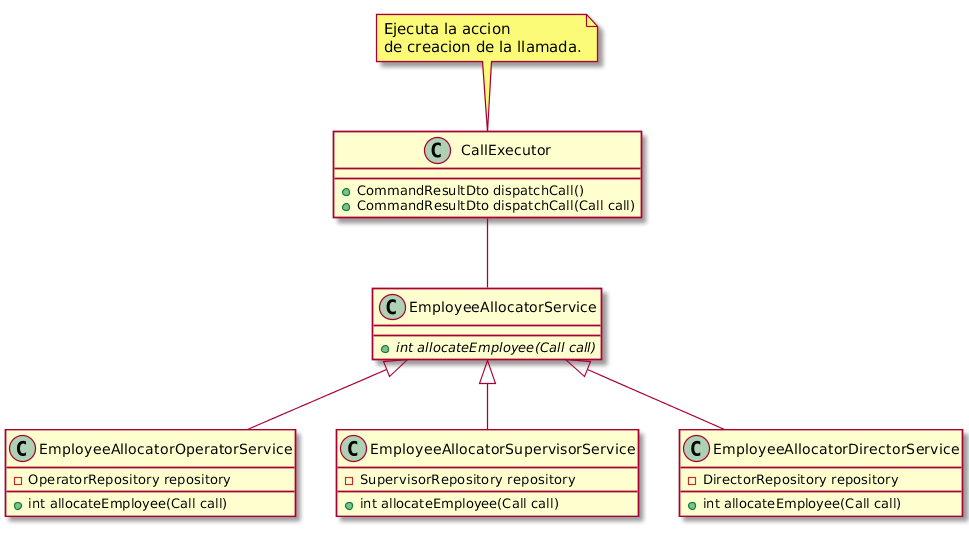 Ejecuta la accion
de creacion de la llamada.
C CallExecutor
CommandResultDto dispatchCall()
CommandResultDto dispatchCall(Call call)
C EmployeeAllocatorService
int allocateEmployee(Call call)
C EmployeeAllocatorOperatorService
OperatorRepository repository
int allocateEmployee(Call call)
C EmployeeAllocatorSupervisorService
SupervisorRepository repository
int allocateEmployee(Call call)
C EmployeeAllocatorDirectorService
DirectorRepository repository
int allocateEmployee(Call call)